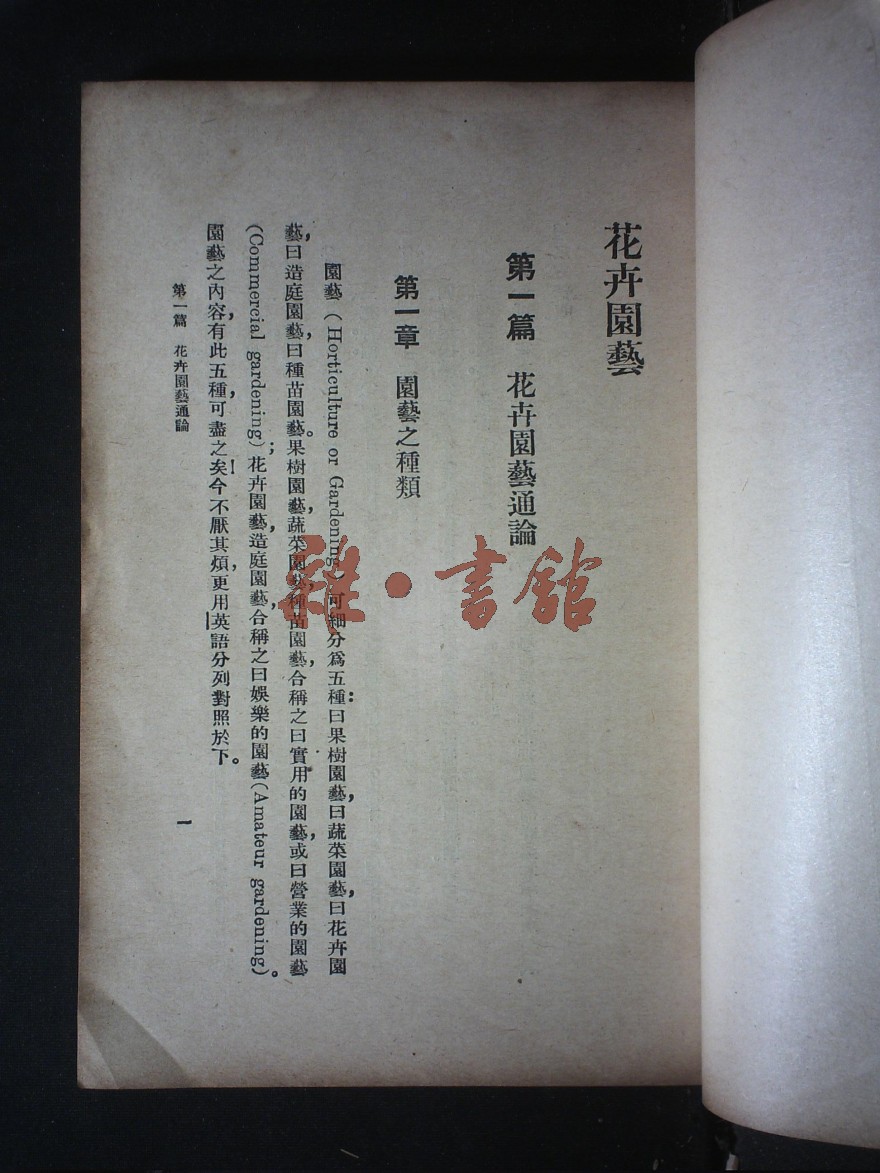 花卉園藝
第一篇　花卉園藝通論
第一章　園藝之種類
園藝（Horticulture or Gardening）可細分爲五種：曰果樹園藝，曰蔬菜園藝，曰花卉園
藝，曰造庭園藝，曰種苗園藝。果樹園藝，蔬菜園藝，種苗園藝，合稱之曰實用的園藝，或曰營業的園藝
(Commercial gardening)；花卉園藝，造庭園藝，合稱之曰娛樂的園藝(Amateur gardening)。
園藝之內容，有此五種，可盡之矣！今不厭其煩，更用英語分列對照於下。
第一篇　花卉園藝通論
一
雜·書館